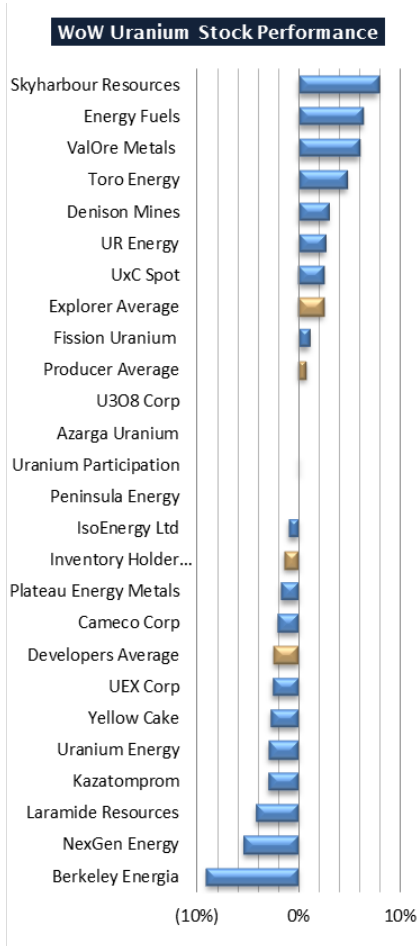 WoW Uranium Stock Performance
Skyharbour Resources
Energy Fuels
ValOre Metals
Toro Energy
Denison Mines
UR Energy
UxC Spot
Explorer Average
Fission Uranium
Producer Average
U3O8 Corp
Azarga Uranium
Uranium Participation
Peninsula Energy
IsoEnergy Ltd
Inventory Holder...
Plateau Energy Metals
Cameco Corp
Developers Average
UEX Corp
Yellow Cake
Uranium Energy
Kazatomprom
Laramide Resources
NexGen Energy
Berkeley Energia
(10%) 0% 10%